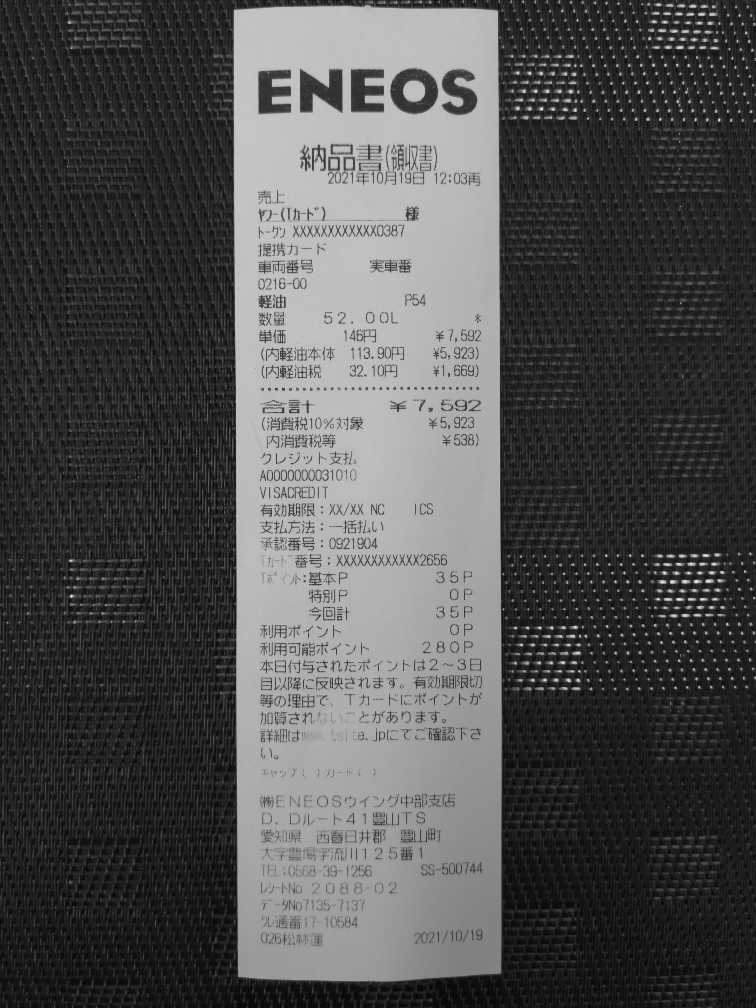 ENEOS
納品書(領収書)
2021年10月19日 12:03再
売上
ﾔﾌｰ(Tｶｰﾄﾞ) 様
ﾄｰｸﾝ XXXXXXXXXXXX0387
提携カード
車両番号 実車番
0216-00
軽油 P54
数量 52.00L *
単価 146円 ¥7,592
(内軽油本体 113.90円 ¥5,923)
(内軽油税 32.10円 ¥1,669)
合計 ¥7,592
(消費税10%対象 ¥5,923
内消費税等 ¥538)
クレジット支払
A0000000031010
VISACREDIT
有効期限:XX/XX NC ICS
支払方法:一括払い
承認番号:0921904
Tｶｰﾄﾞ番号:XXXXXXXXXXXX2656
Tﾎﾟｲﾝﾄ:基本P 35P
特別P 0P
今回計 35P
利用ポイント 0P
利用可能ポイント 280P
本日付与されたポイントは2~3日
目以降に反映されます。有効期限切
等の理由で、Tカードにポイントが
加算されないことがあります。
詳細はwww.tsite.jpにてご確認下さ
い。
ｷｬｯﾌﾟ( )ｶｰﾄﾞ( )
㈱ENEOSウイング中部支店
D.Dルート41豊山TS
愛知県 西春日井郡 豊山町
大字豊場字流川125番1
TEL:0568-39-1256 SS-500744
ﾚｼｰﾄNo 2088-02
ﾃﾞｰﾀNo7135-7137
ｸﾚ通番17-10584
026松林 2021/10/19